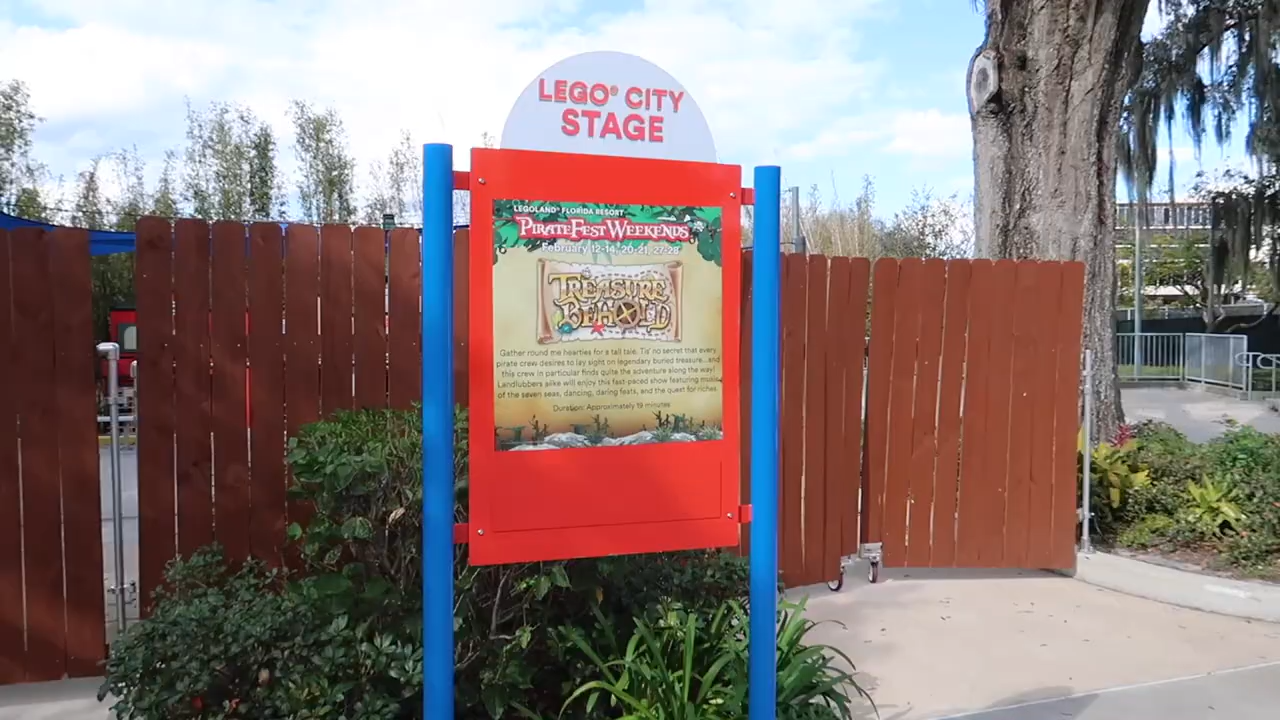 LEGO® CITY
STAGE
LEGOLAND® FLORIDA RESORT
PIRATEFEST WEEKENDS
February 12-14, 20-21, 27-28
TREASURE
BEHOLD
Gather round me hearties for a tall tale. Tis' no secret that every
pirate crew desires to lay sight on legendary buried treasure...and
this crew in particular finds quite the adventure along the way!
Landlubbers alike will enjoy this fast-paced show featuring music
of the seven seas, dancing, daring feats, and the quest for riches.
Duration: Approximately 19 minutes